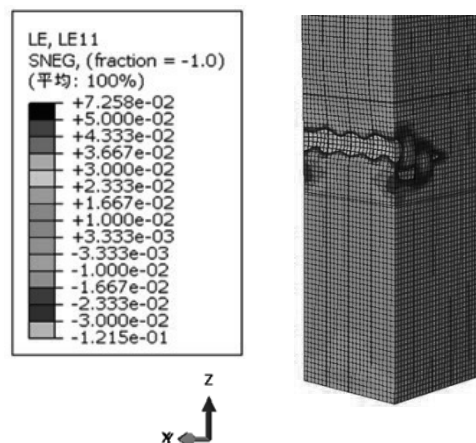 LE, LE11
SNEG, (fraction = -1.0)
(平均: 100%)
+7.258e-02
+5.000e-02
+4.333e-02
+3.667e-02
+3.000e-02
+2.333e-02
+1.667e-02
+1.000e-02
+3.333e-03
-3.333e-03
-1.000e-02
-1.667e-02
-2.333e-02
-3.000e-02
-1.215e-01
Z